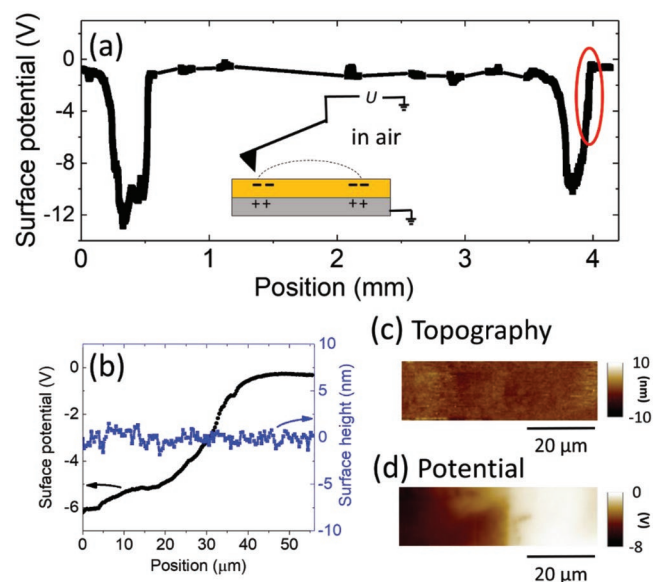 (a)
Surface potential (V)
0
-4
-8
-12
U
in air
-- --
++ ++
0 1 2 3 4
Position (mm)
(b)
Surface potential (V)
0
-2
-4
-6
10
5
0
-5
-10
Surface height (nm)
0 10 20 30 40 50
Position (μm)
(c) Topography
10
(nm)
-10
20 μm
(d) Potential
0
(V)
-8
20 μm